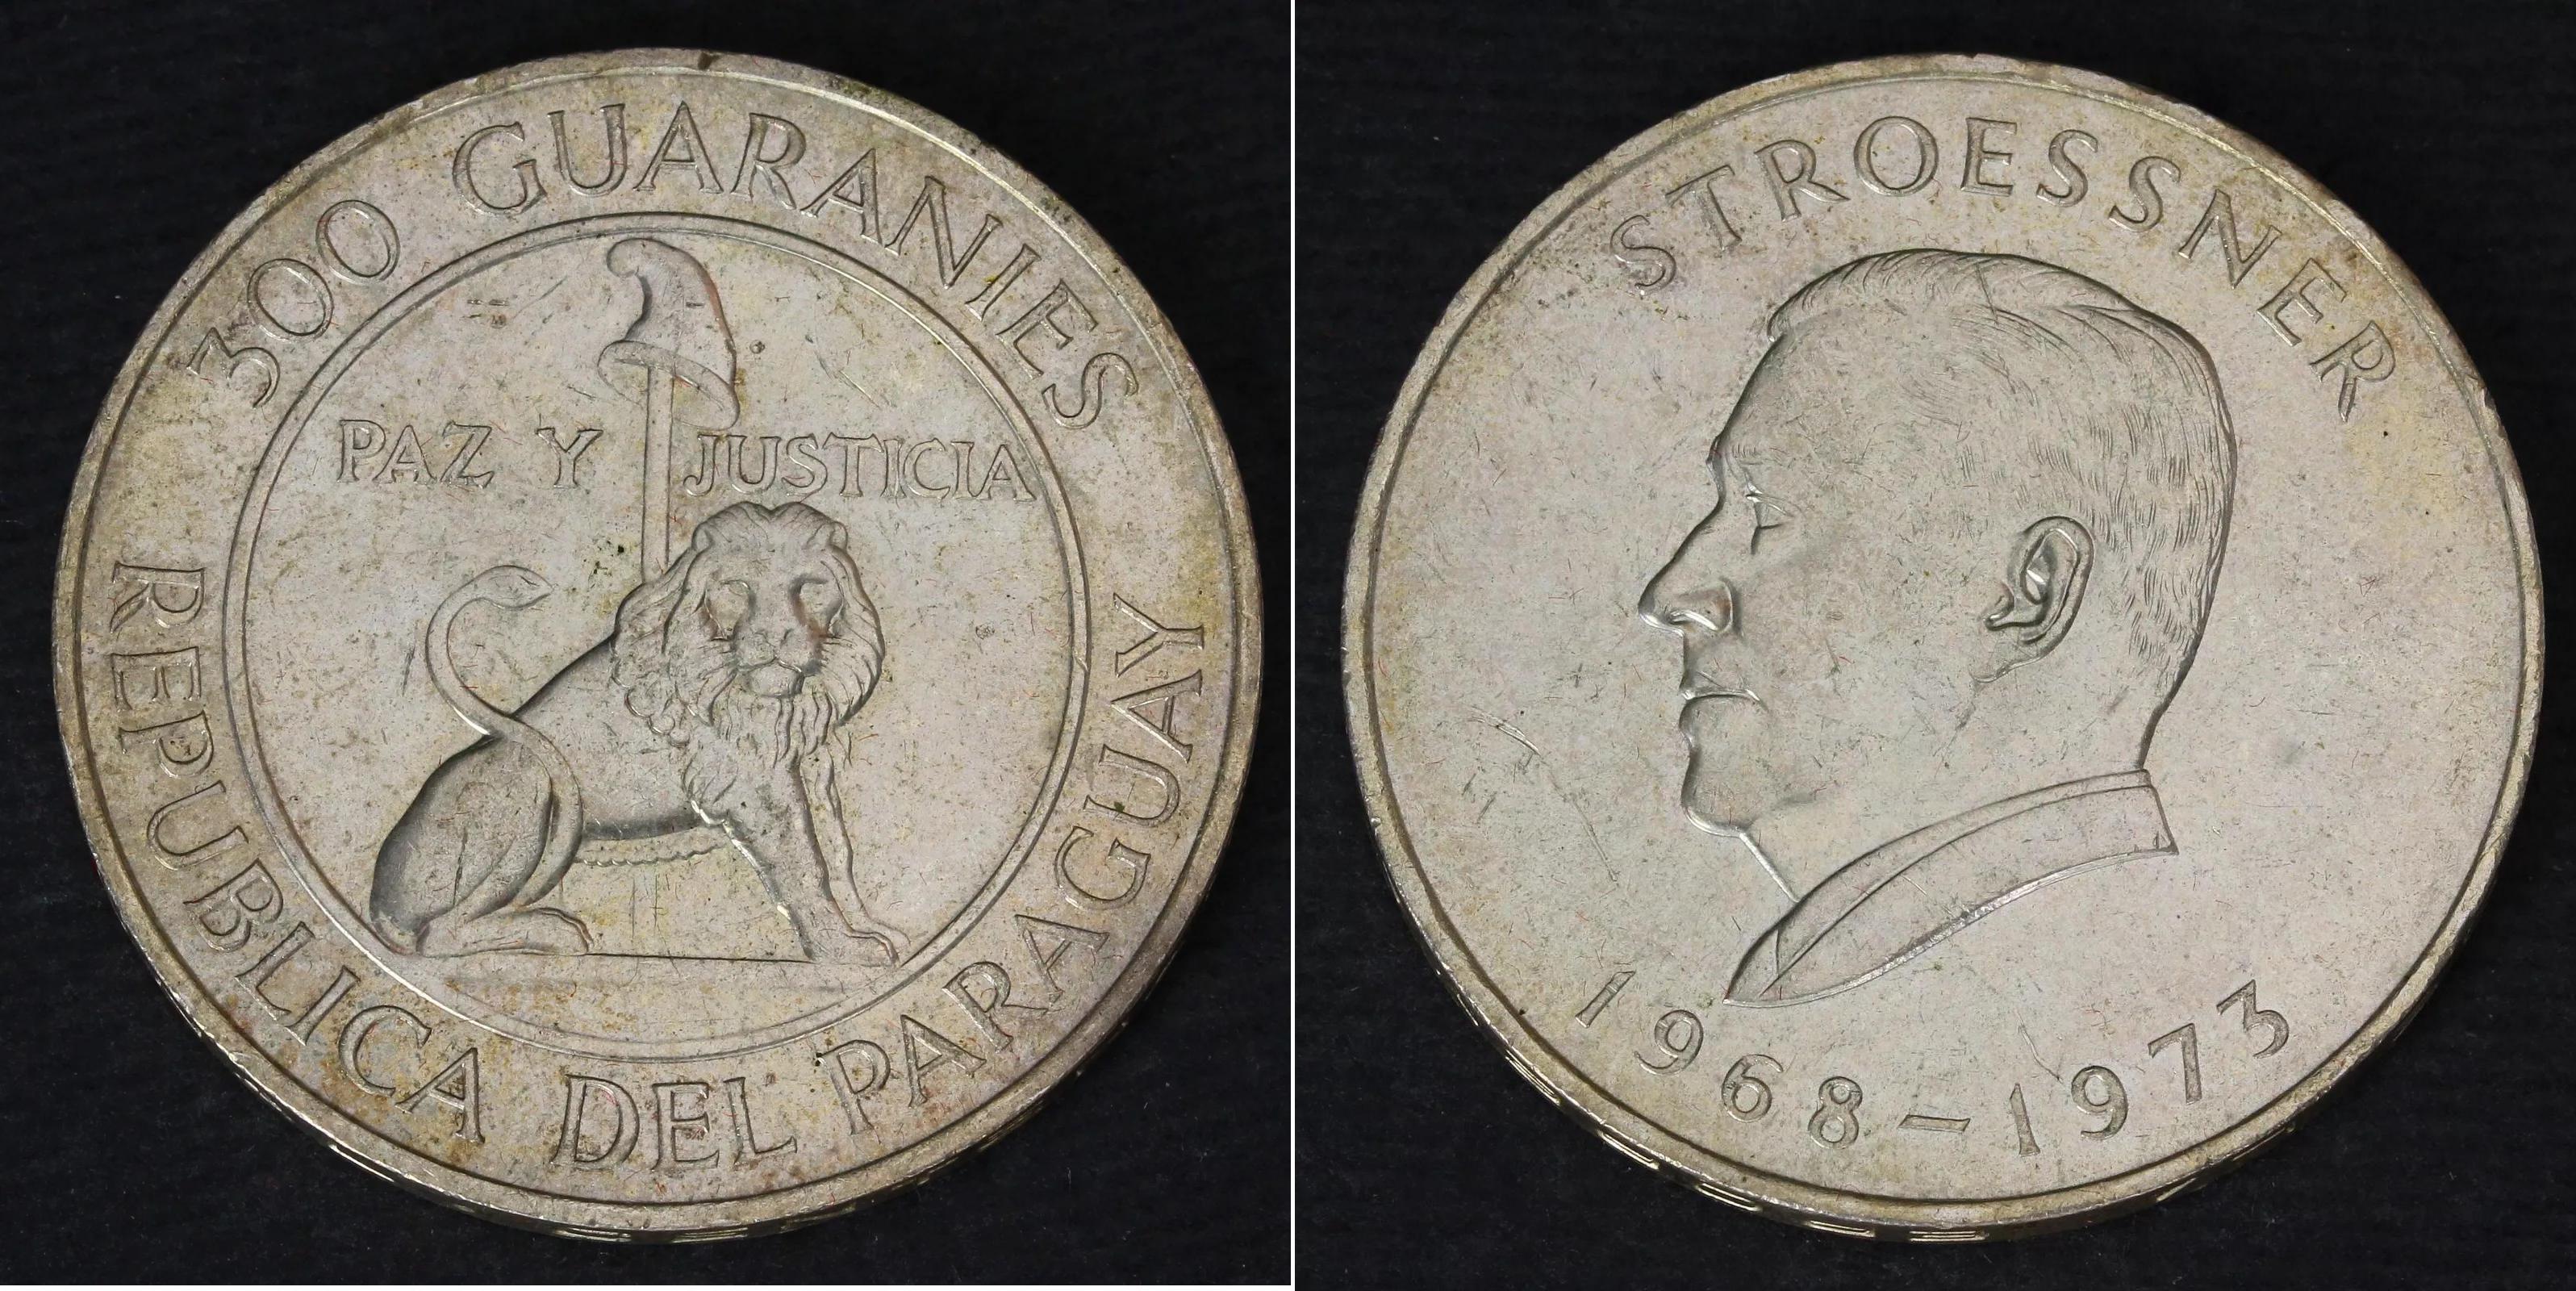 300 GUARANIES
PAZ Y JUSTICIA
REPUBLICA DEL PARAGUAY
STROESSNER
1968-1973